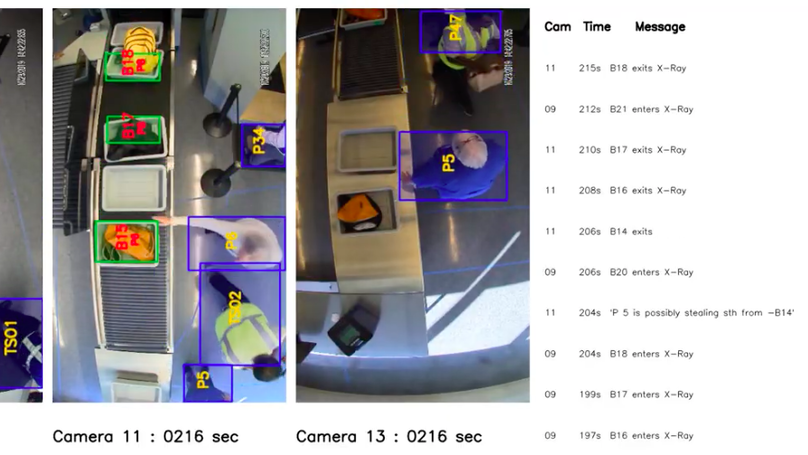 TSO1
B18
P8
B17
P8
P34
B15
P6
P6
TSO2
P5
P47
P5
Camera 11 : 0216 sec
Camera 13 : 0216 sec
Cam Time Message
11 215s B18 exits X-Ray
09 212s B21 enters X-Ray
11 210s B17 exits X-Ray
11 208s B16 exits X-Ray
11 206s B14 exits
09 206s B20 enters X-Ray
11 204s 'P 5 is possibly stealing sth from -B14'
09 204s B18 enters X-Ray
09 199s B17 enters X-Ray
09 197s B16 enters X-Ray